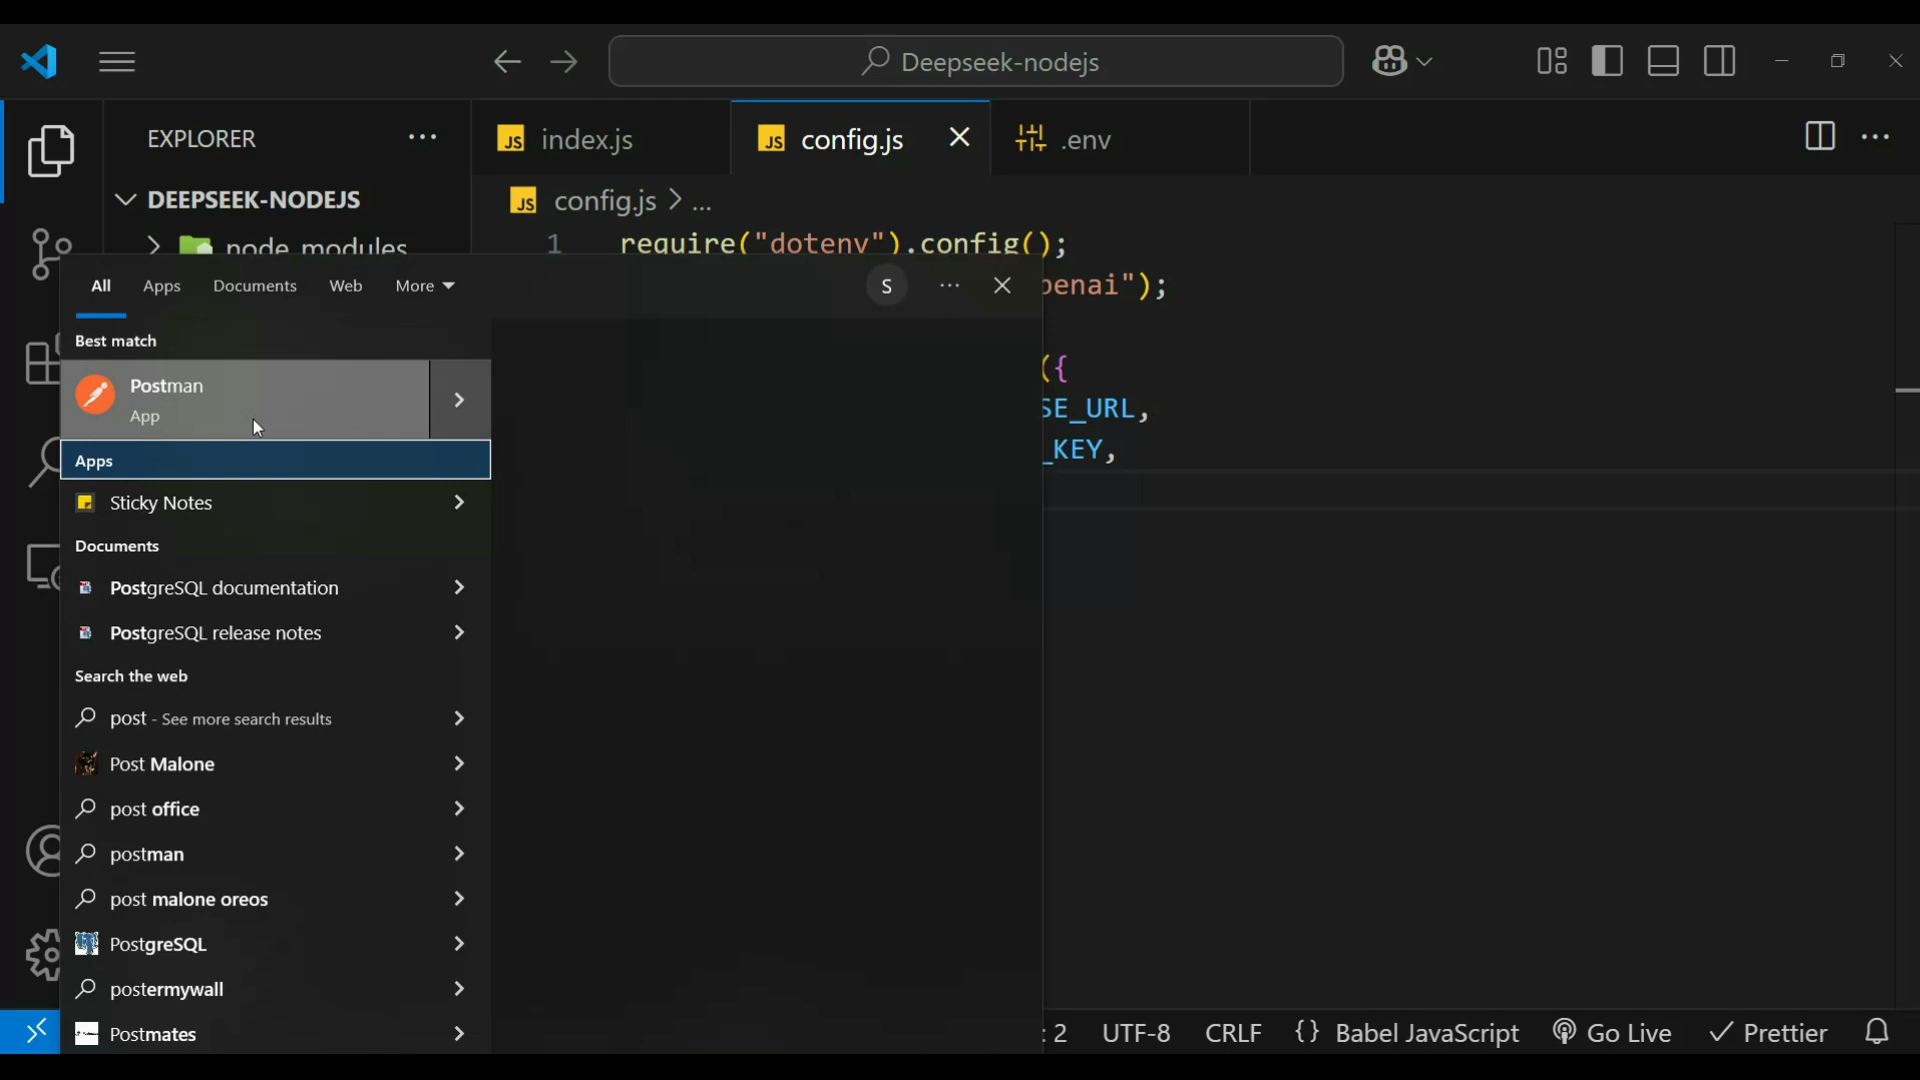 Deepseek-nodejs
EXPLORER
JS index.js
JS config.js
.env
DEEPSEEK-NODEJS
JS config.js > ...
node_modules
1 require("dotenv").config();
penai");
({
SE_URL,
_KEY,
All Apps Documents Web More
S
Best match
Postman
App
Apps
Sticky Notes
Documents
PostgreSQL documentation
PostgreSQL release notes
Search the web
post - See more search results
Post Malone
post office
postman
post malone oreos
PostgreSQL
postermywall
Postmates
: 2 UTF-8 CRLF {} Babel JavaScript Go Live Prettier